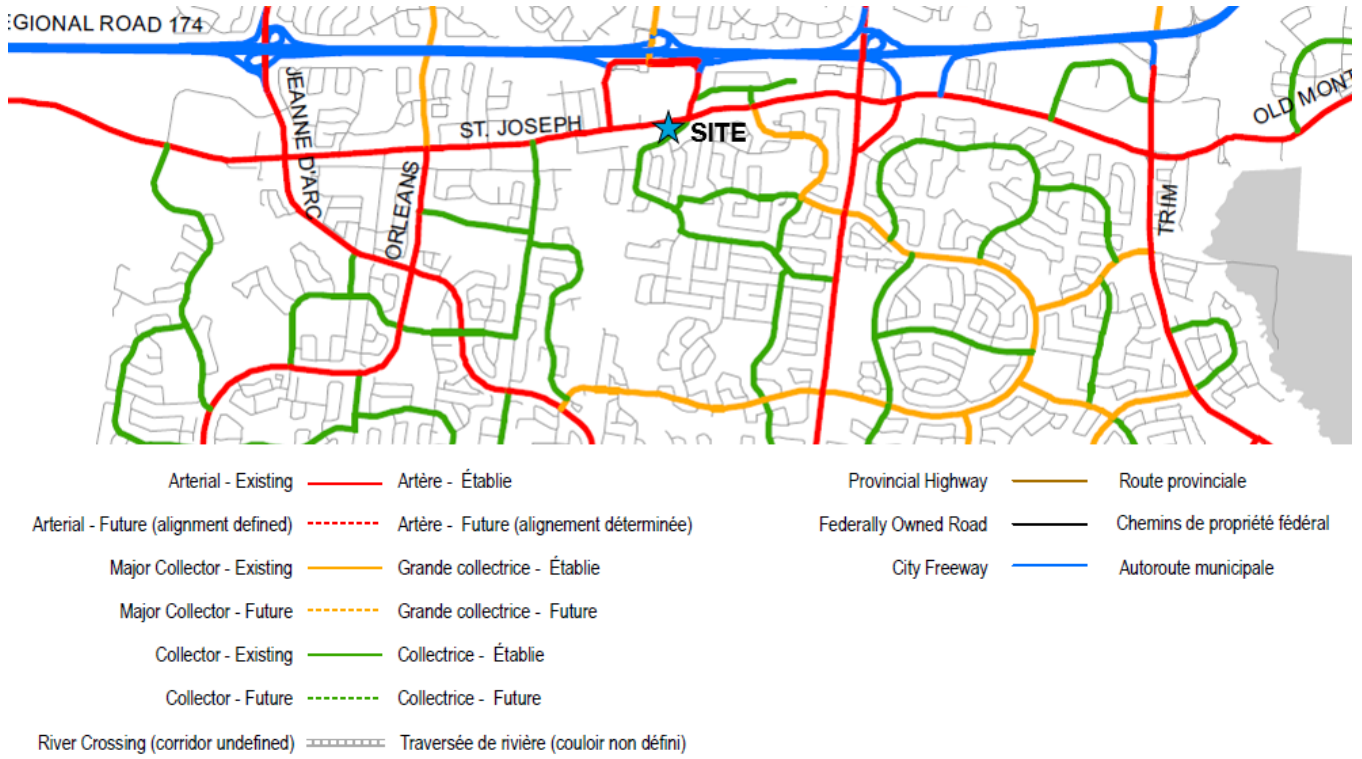 EGIONAL ROAD 174
JEANNE D'ARC
ORLEANS
ST. JOSEPH
SITE
OLD MONT
TRIM
Arterial - Existing Artère - Établie
Arterial - Future (alignment defined) Artère - Future (alignement déterminée)
Major Collector - Existing Grande collectrice - Établie
Major Collector - Future Grande collectrice - Future
Collector - Existing Collectrice - Établie
Collector - Future Collectrice - Future
River Crossing (corridor undefined) Traversée de rivière (couloir non défini)
Provincial Highway Route provinciale
Federally Owned Road Chemins de propriété fédéral
City Freeway Autoroute municipale